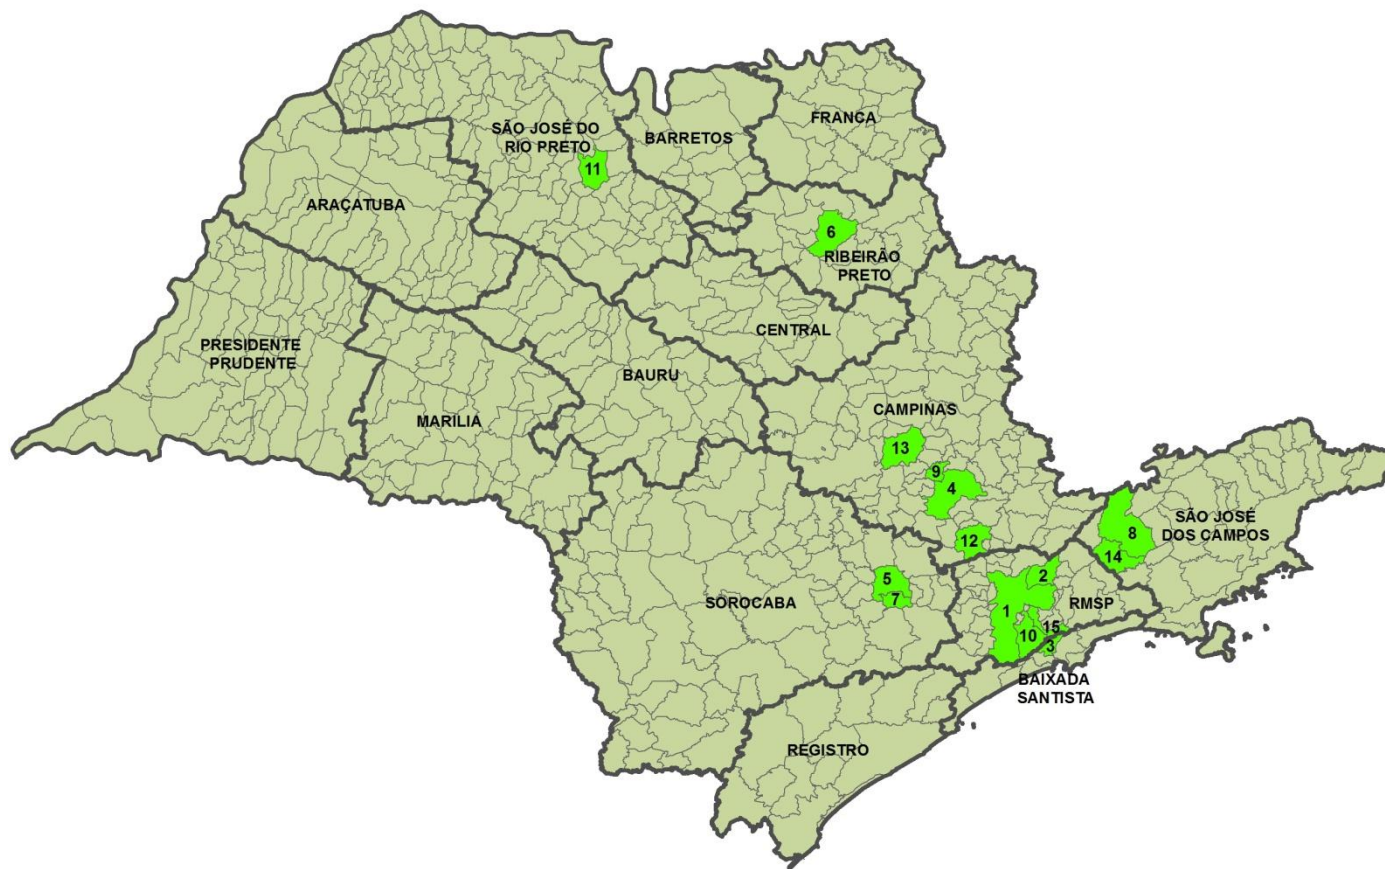 FRANCA
SÃO JOSÉ DO
RIO PRETO
BARRETOS
11
ARAÇATUBA
6
RIBEIRÃO
PRETO
CENTRAL
PRESIDENTE
PRUDENTE
BAURU
MARÍLIA
CAMPINAS
13
9
4
SÃO JOSÉ
DOS CAMPOS
8
12
14
5
7
SOROCABA
2
RMSP
1
15
10
3
BAIXADA
SANTISTA
REGISTRO